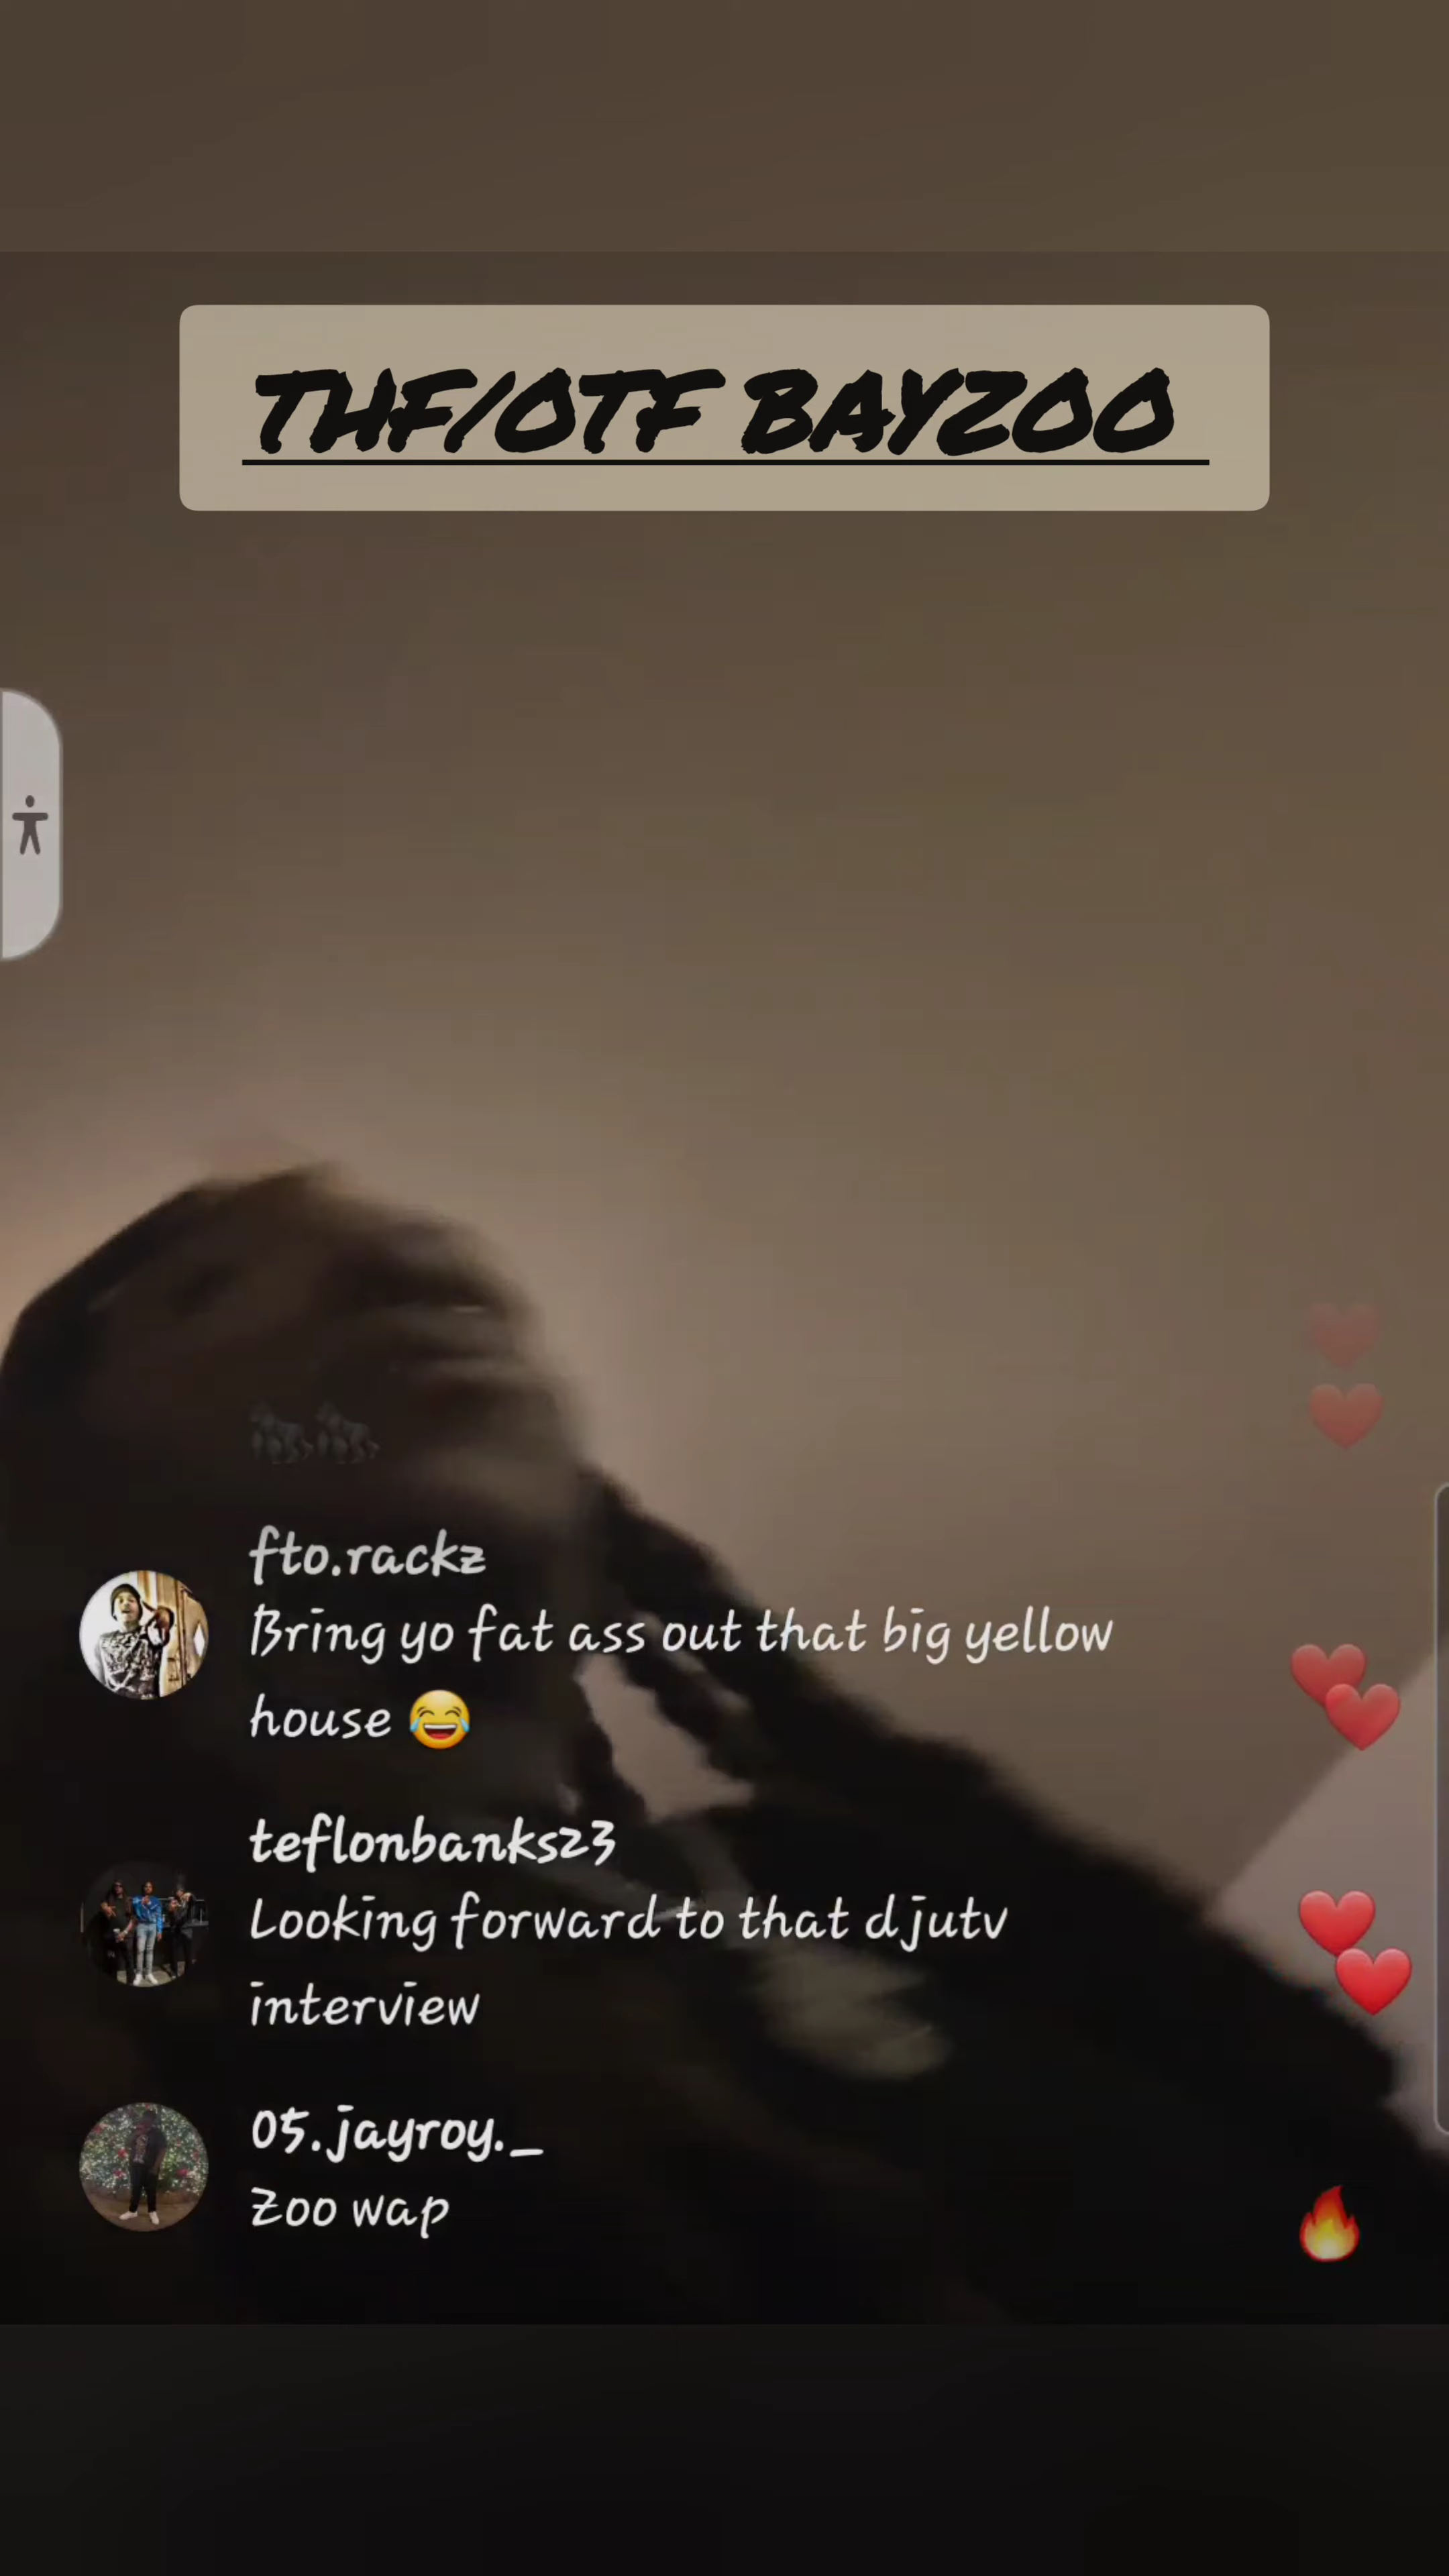 THF/OTF BAYZOO
🦍🦍
fto.rackz
Bring yo fat ass out that big yellow
house 😂
teflonbanks23
Looking forward to that djutv
interview
05.jayroy._
Zoo wap